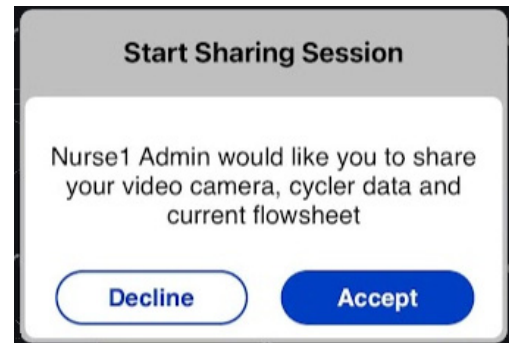 Start Sharing Session
Nurse1 Admin would like you to share
your video camera, cycler data and
current flowsheet
Decline
Accept